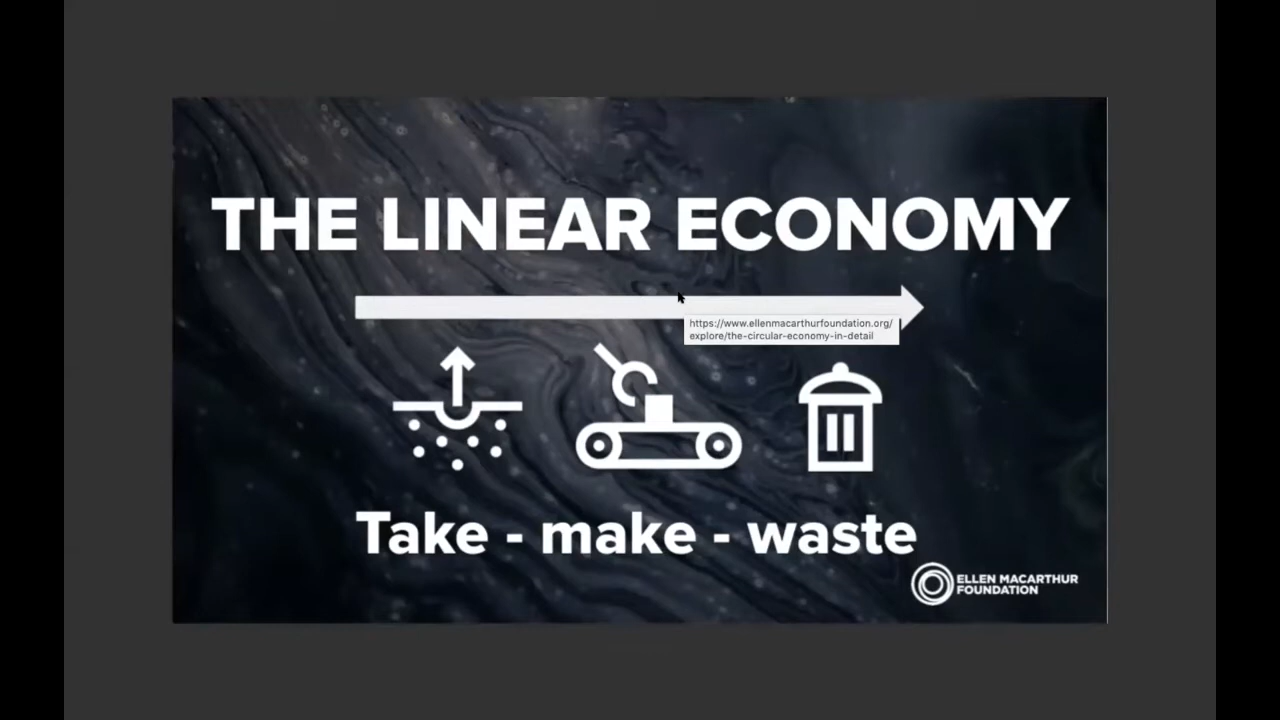 THE LINEAR ECONOMY
https://www.ellenmacarthurfoundation.org/
explore/the-circular-economy-in-detail
Take - make - waste
ELLEN MACARTHUR
FOUNDATION